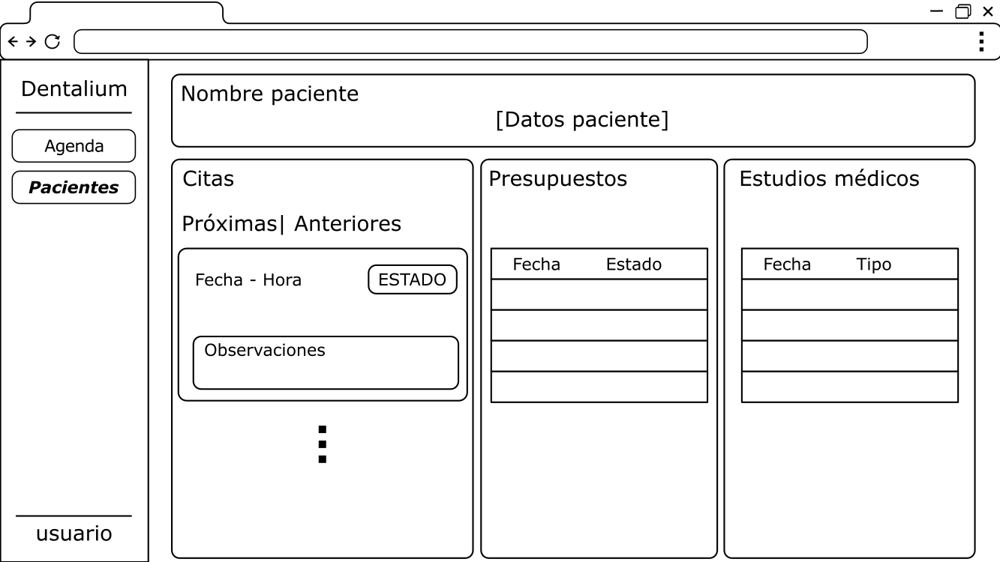 Dentalium
Agenda
Pacientes
usuario
Nombre paciente
[Datos paciente]
Citas
Próximas| Anteriores
Fecha - Hora
ESTADO
Observaciones
Presupuestos
Fecha Estado
Estudios médicos
Fecha Tipo